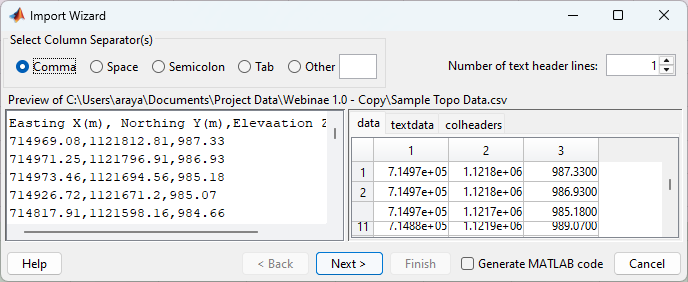 Import Wizard
Select Column Separator(s)
Comma Space Semicolon Tab Other
Number of text header lines: 1
Preview of C:\Users\araya\Documents\Project Data\Webinae 1.0 - Copy\Sample Topo Data.csv
Easting X(m), Northing Y(m),Elevaation Z
714969.08,1121812.81,987.33
714971.25,1121796.91,986.93
714973.46,1121694.56,985.18
714926.72,1121671.2,985.07
714817.91,1121598.16,984.66
data textdata colheaders
1 2 3
1 7.1497e+05 1.1218e+06 987.3300
2 7.1497e+05 1.1218e+06 986.9300
7.1497e+05 1.1217e+06 985.1800
11 7.1488e+05 1.1219e+06 989.0700
Help < Back Next > Finish Generate MATLAB code Cancel